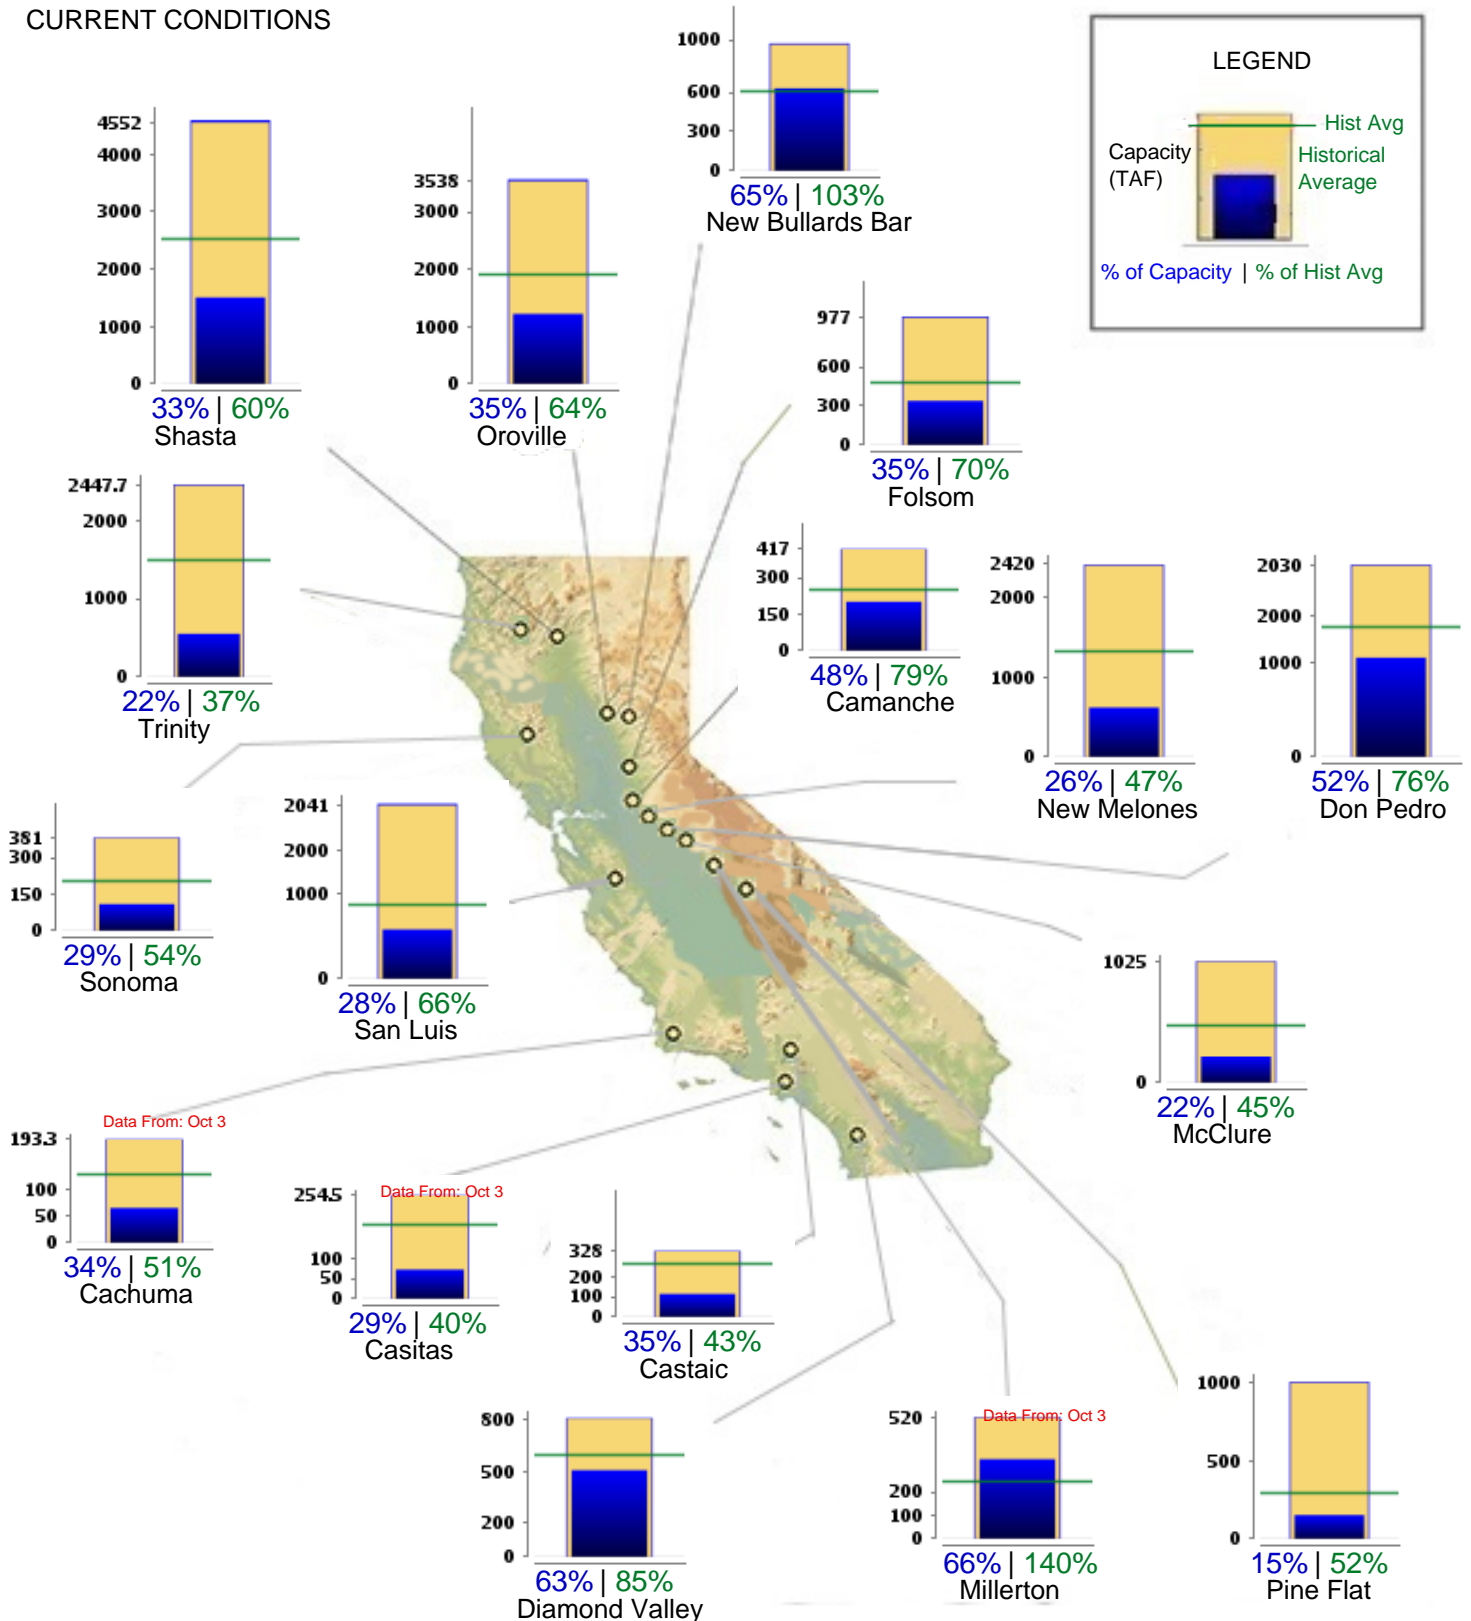 CURRENT CONDITIONS
LEGEND
Hist Avg
Capacity
(TAF)
Historical
Average
% of Capacity | % of Hist Avg
1000
600
300
0
65% | 103%
New Bullards Bar
4552
4000
3000
2000
1000
0
33% | 60%
Shasta
3538
3000
2000
1000
0
35% | 64%
Oroville
977
600
300
0
35% | 70%
Folsom
2447.7
2000
1000
0
22% | 37%
Trinity
417
300
150
0
48% | 79%
Camanche
2420
2000
1000
0
26% | 47%
New Melones
2030
2000
1000
0
52% | 76%
Don Pedro
381
300
150
0
29% | 54%
Sonoma
2041
2000
1000
0
28% | 66%
San Luis
1025
0
22% | 45%
McClure
Data From: Oct 3
193.3
100
50
0
34% | 51%
Cachuma
Data From: Oct 3
254.5
100
50
0
29% | 40%
Casitas
328
200
100
0
35% | 43%
Castaic
800
500
200
0
63% | 85%
Diamond Valley
Data From: Oct 3
520
200
100
0
66% | 140%
Millerton
1000
500
0
15% | 52%
Pine Flat